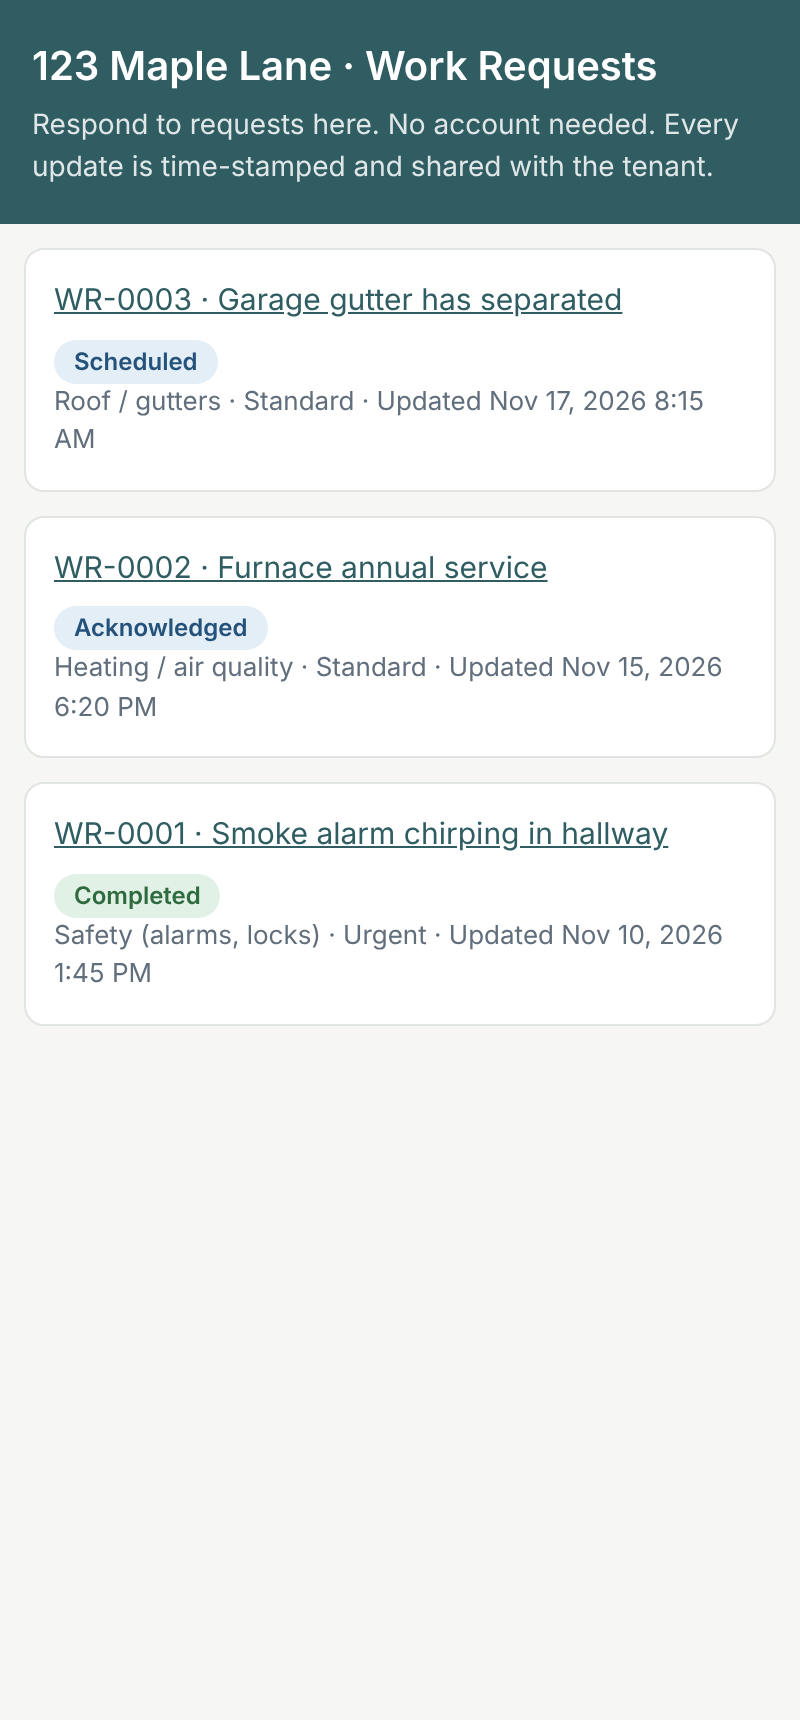 123 Maple Lane · Work Requests
Respond to requests here. No account needed. Every
update is time-stamped and shared with the tenant.
WR-0003 · Garage gutter has separated
Scheduled
Roof / gutters · Standard · Updated Nov 17, 2026 8:15
AM
WR-0002 · Furnace annual service
Acknowledged
Heating / air quality · Standard · Updated Nov 15, 2026
6:20 PM
WR-0001 · Smoke alarm chirping in hallway
Completed
Safety (alarms, locks) · Urgent · Updated Nov 10, 2026
1:45 PM